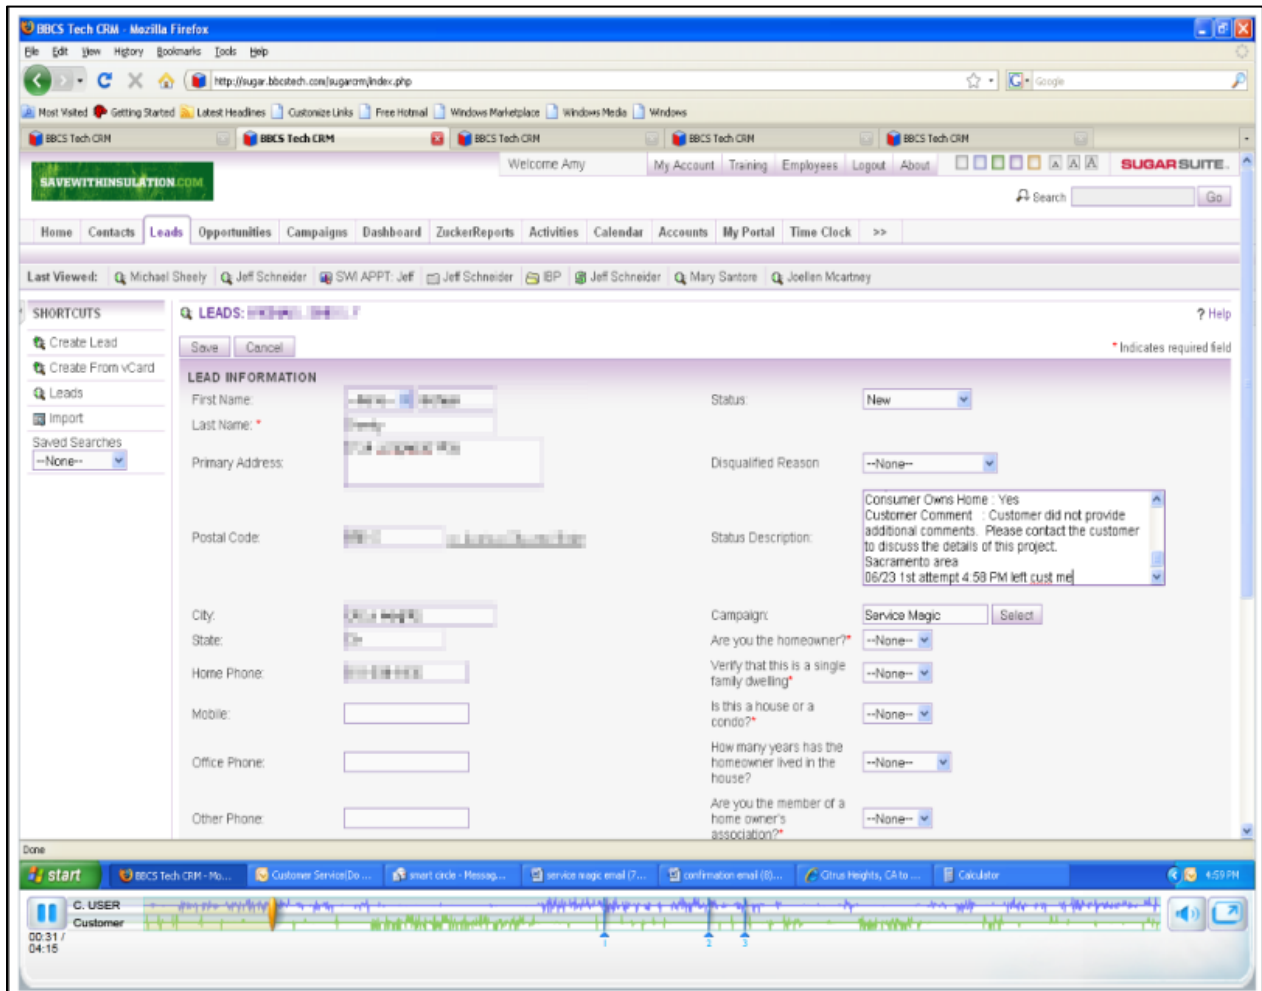 BBCS Tech CRM - Mozilla Firefox
File Edit View History Bookmarks Tools Help
http://sugar.bbcstech.com/sugarcrm/index.php
Google
Most Visited Getting Started Latest Headlines Customize Links Free Hotmail Windows Marketplace Windows Media Windows
BBCS Tech CRM BBCS Tech CRM BBCS Tech CRM BBCS Tech CRM BBCS Tech CRM
SAVEWITHINSULATION.COM
Welcome Amy My Account Training Employees Logout About A A A SUGARSUITE.
Search Go
Home Contacts Leads Opportunities Campaigns Dashboard ZuckerReports Activities Calendar Accounts My Portal Time Clock >>
Last Viewed: Michael Sheely Jeff Schneider SWI APPT: Jeff Jeff Schneider IBP Jeff Schneider Mary Santore Joellen Mcartney
SHORTCUTS
Create Lead
Create From vCard
Leads
Import
Saved Searches
--None--
LEADS:
? Help
Save Cancel
* Indicates required field
LEAD INFORMATION
First Name:
Status: New
Last Name: *
Primary Address:
Disqualified Reason --None--
Postal Code:
Status Description:
Consumer Owns Home : Yes
Customer Comment : Customer did not provide
additional comments. Please contact the customer
to discuss the details of this project.
Sacramento area
06/23 1st attempt 4:58 PM left cust me
City:
Campaign: Service Magic Select
State:
Are you the homeowner?* --None--
Home Phone:
Verify that this is a single
family dwelling* --None--
Mobile:
Is this a house or a
condo?* --None--
Office Phone:
How many years has the
homeowner lived in the
house? --None--
Other Phone:
Are you the member of a
home owner's
association?* --None--
Done
start BBCS Tech CRM - Mo... Customer Service(Do ... smart circle - Messag... service magic email (7... confirmation email (8)... Citrus Heights, CA to ... Calculator 4:59 PM
C. USER
Customer
00:31 /
04:15
1 2 3